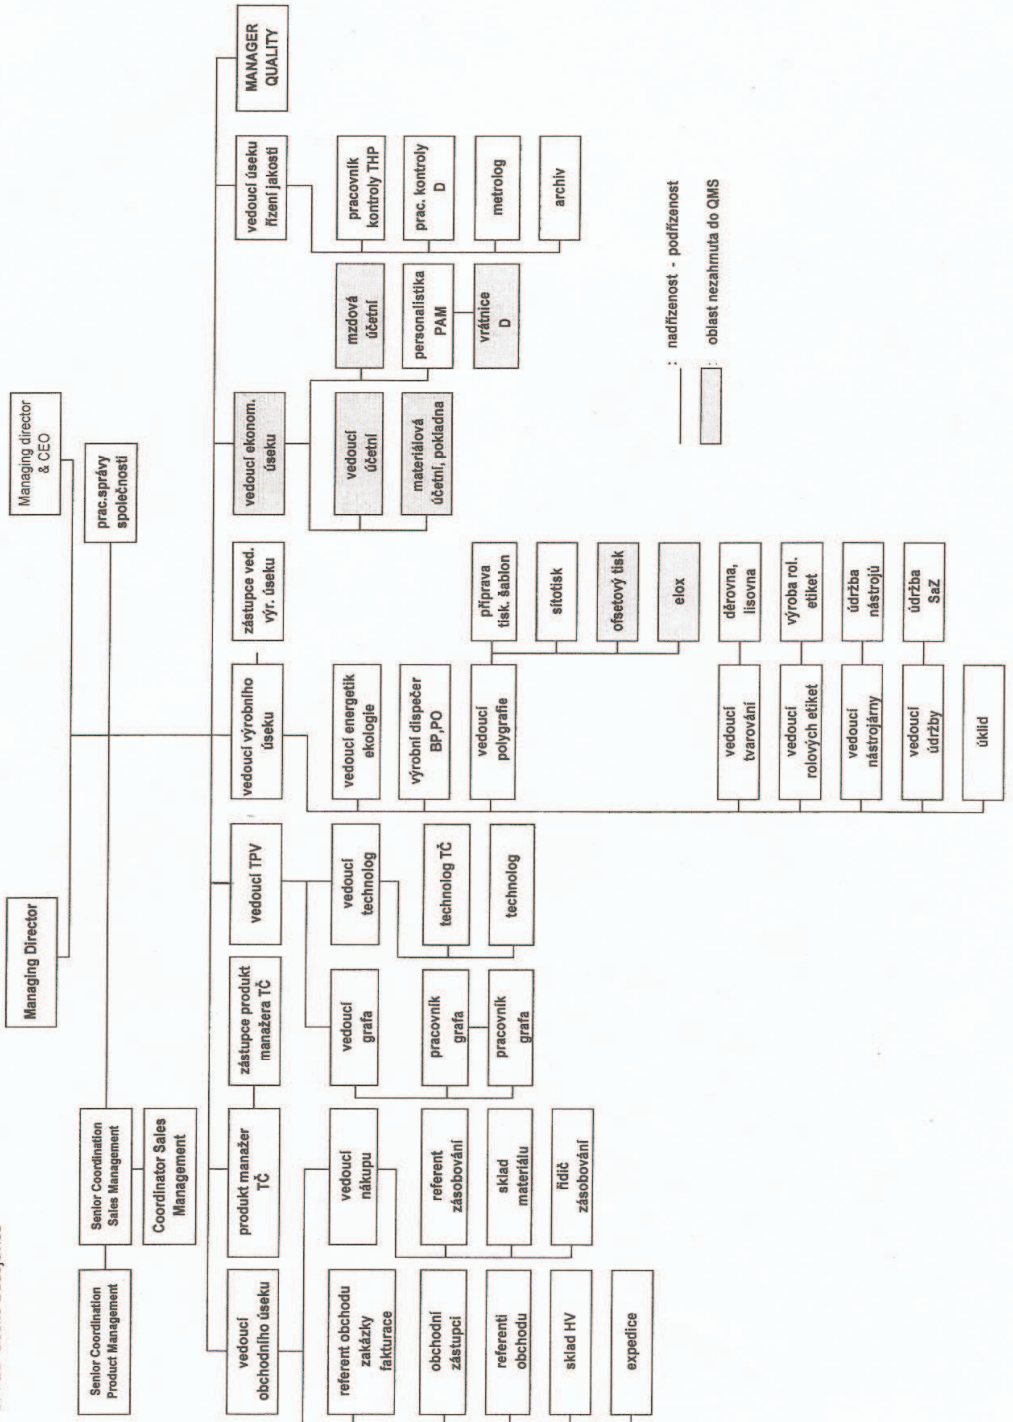 Managing Director
Managing director
& CEO
Senior Coordination
Product Management
Senior Coordination
Sales Management
prac.správy
společnosti
Coordinator Sales
Management
vedoucí
obchodního úseku
produkt manažer
TČ
zástupce produkt
manažera TČ
vedoucí TPV
vedoucí výrobního
úseku
zástupce ved.
výr. úseku
vedoucí ekonom.
úseku
vedoucí úseku
řízení jakosti
MANAGER
QUALITY
referent obchodu
zakázky
fakturace
obchodní
zástupci
referenti
obchodu
sklad HV
expedice
vedoucí
nákupu
referent
zásobování
sklad
materiálu
řidič
zásobování
vedoucí
grafa
pracovník
grafa
pracovník
grafa
vedoucí
technolog
technolog TČ
technolog
vedoucí energetik
ekologie
výrobní dispečer
BP,PO
vedoucí
polygrafie
příprava
tisk. šablon
sítotisk
ofsetový tisk
elox
vedoucí
tvarování
děrovna,
lisovna
vedoucí
rolových etiket
výroba rol.
etiket
vedoucí
nástrojárny
údržba
nástrojů
vedoucí
údržby
údržba
SaZ
úklid
vedoucí
účetní
materiálová
účetní, pokladna
mzdová
účetní
personalistika
PAM
vrátnice
D
pracovník
kontroly THP
prac. kontroly
D
metrolog
archiv
: nadřízenost - podřízenost
: oblast nezahrnuta do QMS